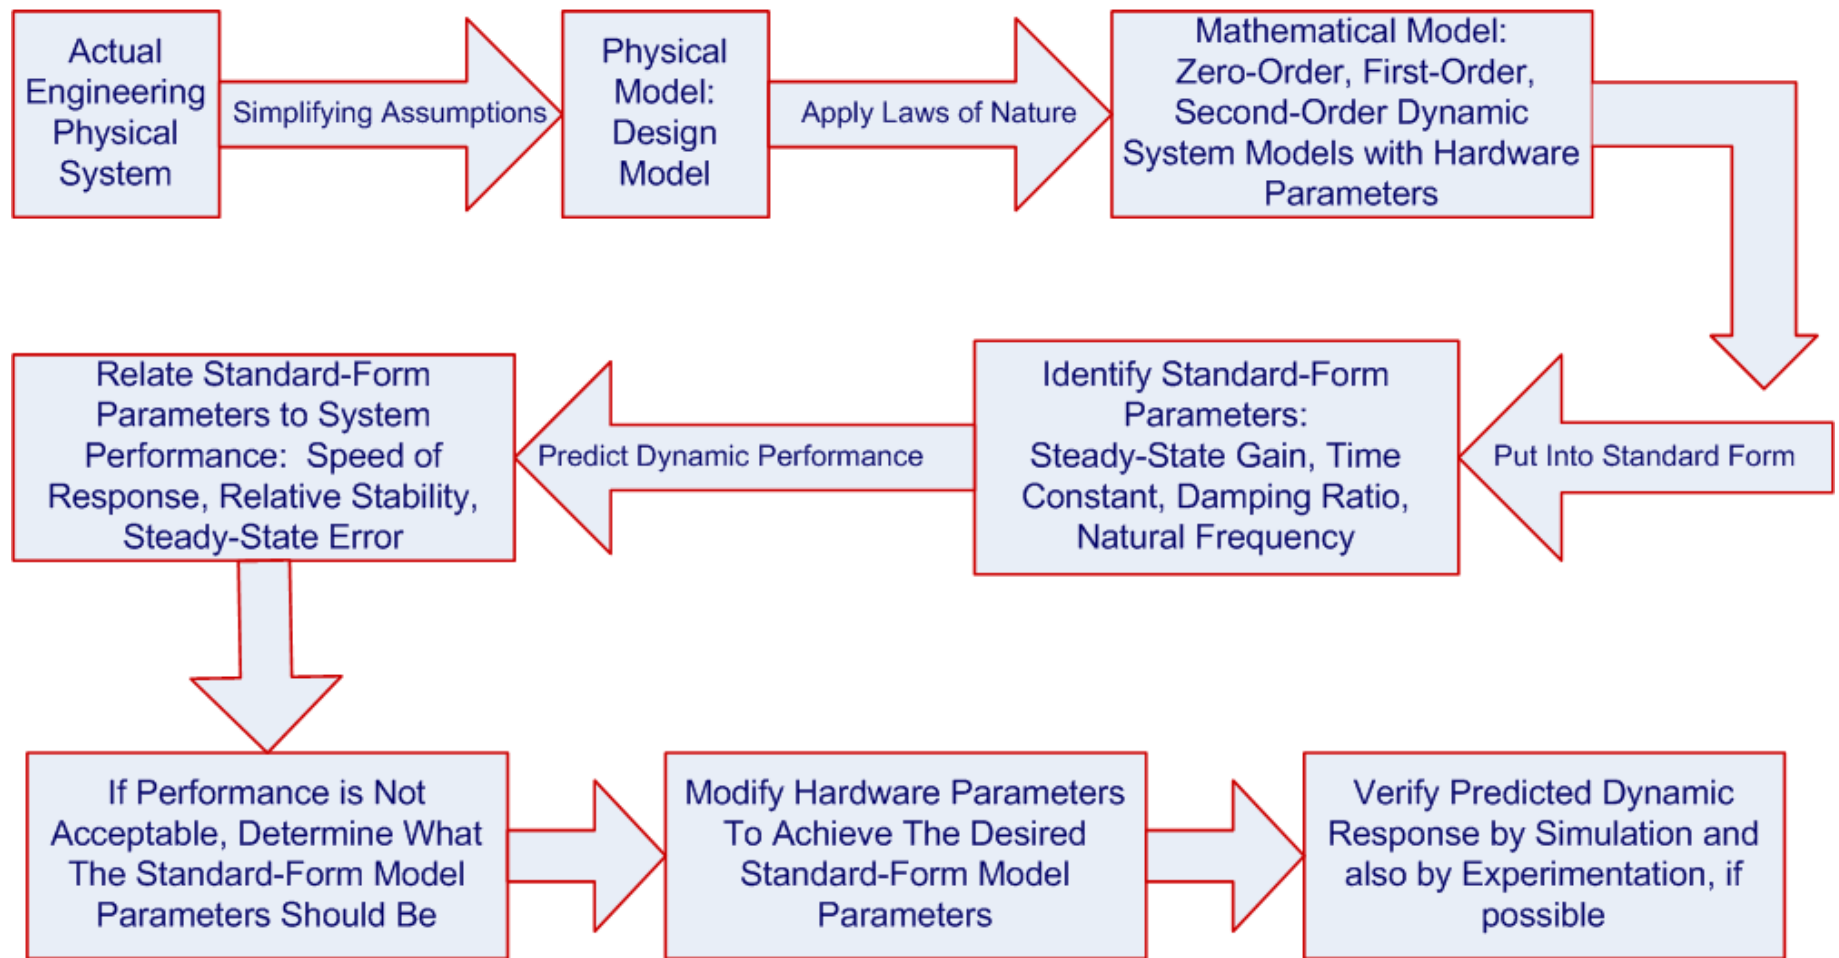 Actual
Engineering
Physical
System
Simplifying Assumptions
Physical
Model:
Design
Model
Apply Laws of Nature
Mathematical Model:
Zero-Order, First-Order,
Second-Order Dynamic
System Models with Hardware
Parameters
Put Into Standard Form
Identify Standard-Form
Parameters:
Steady-State Gain, Time
Constant, Damping Ratio,
Natural Frequency
Predict Dynamic Performance
Relate Standard-Form
Parameters to System
Performance:  Speed of
Response, Relative Stability,
Steady-State Error
If Performance is Not
Acceptable, Determine What
The Standard-Form Model
Parameters Should Be
Modify Hardware Parameters
To Achieve The Desired
Standard-Form Model
Parameters
Verify Predicted Dynamic
Response by Simulation and
also by Experimentation, if
possible